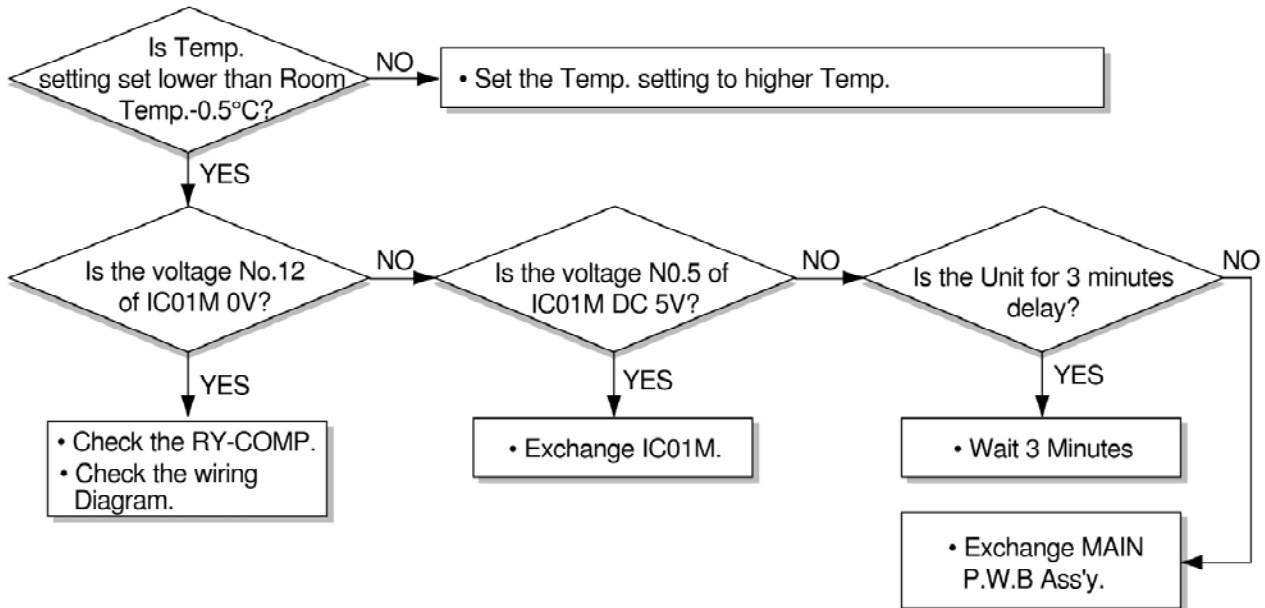 Is Temp.
setting set lower than Room
Temp.-0.5°C?
NO
• Set the Temp. setting to higher Temp.
YES
Is the voltage No.12
of IC01M 0V?
NO
Is the voltage N0.5 of
IC01M DC 5V?
NO
Is the Unit for 3 minutes
delay?
NO
YES
• Check the RY-COMP.
• Check the wiring
Diagram.
YES
• Exchange IC01M.
YES
• Wait 3 Minutes
• Exchange MAIN
P.W.B Ass'y.